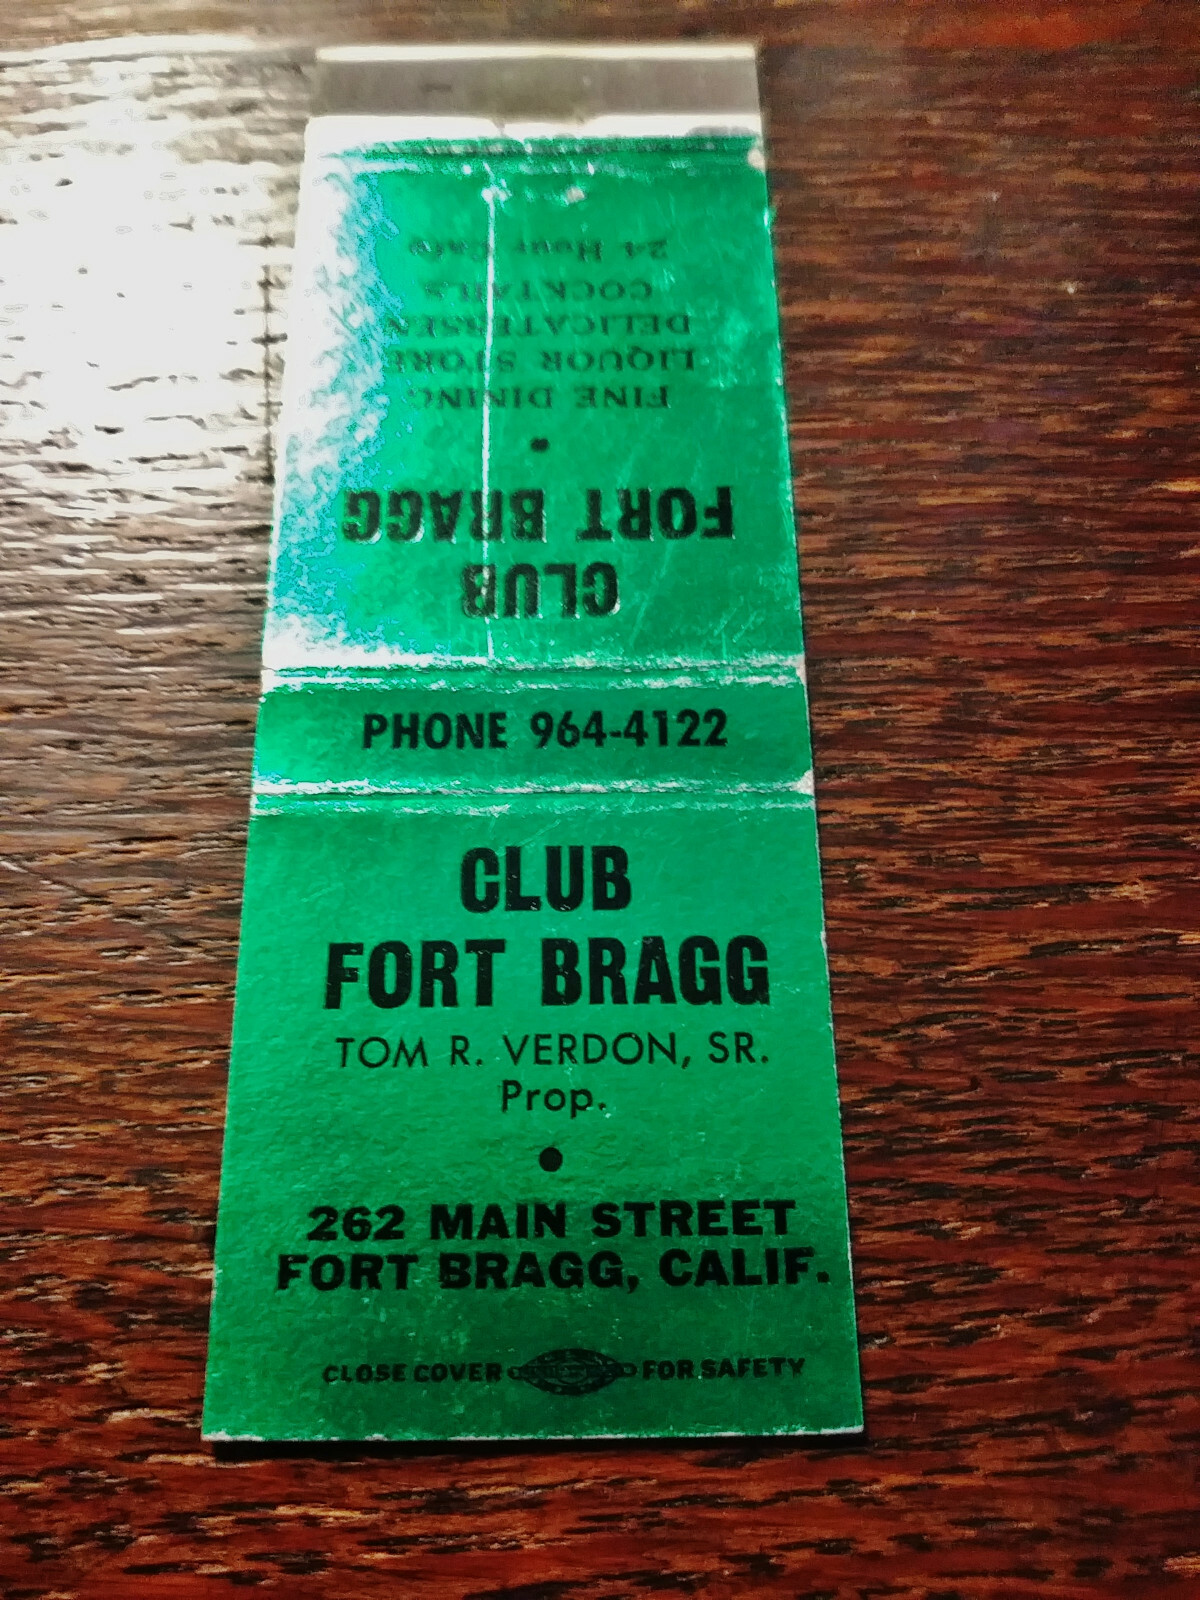 24 Hour Cafe
COCKTAILS
DELICATESSEN
LIQUOR STORE
FINE DINING
•
FORT BRAGG
CLUB
PHONE 964-4122
CLUB
FORT BRAGG
TOM R. VERDON, SR.
Prop.
•
262 MAIN STREET
FORT BRAGG, CALIF.
CLOSE COVER FOR SAFETY